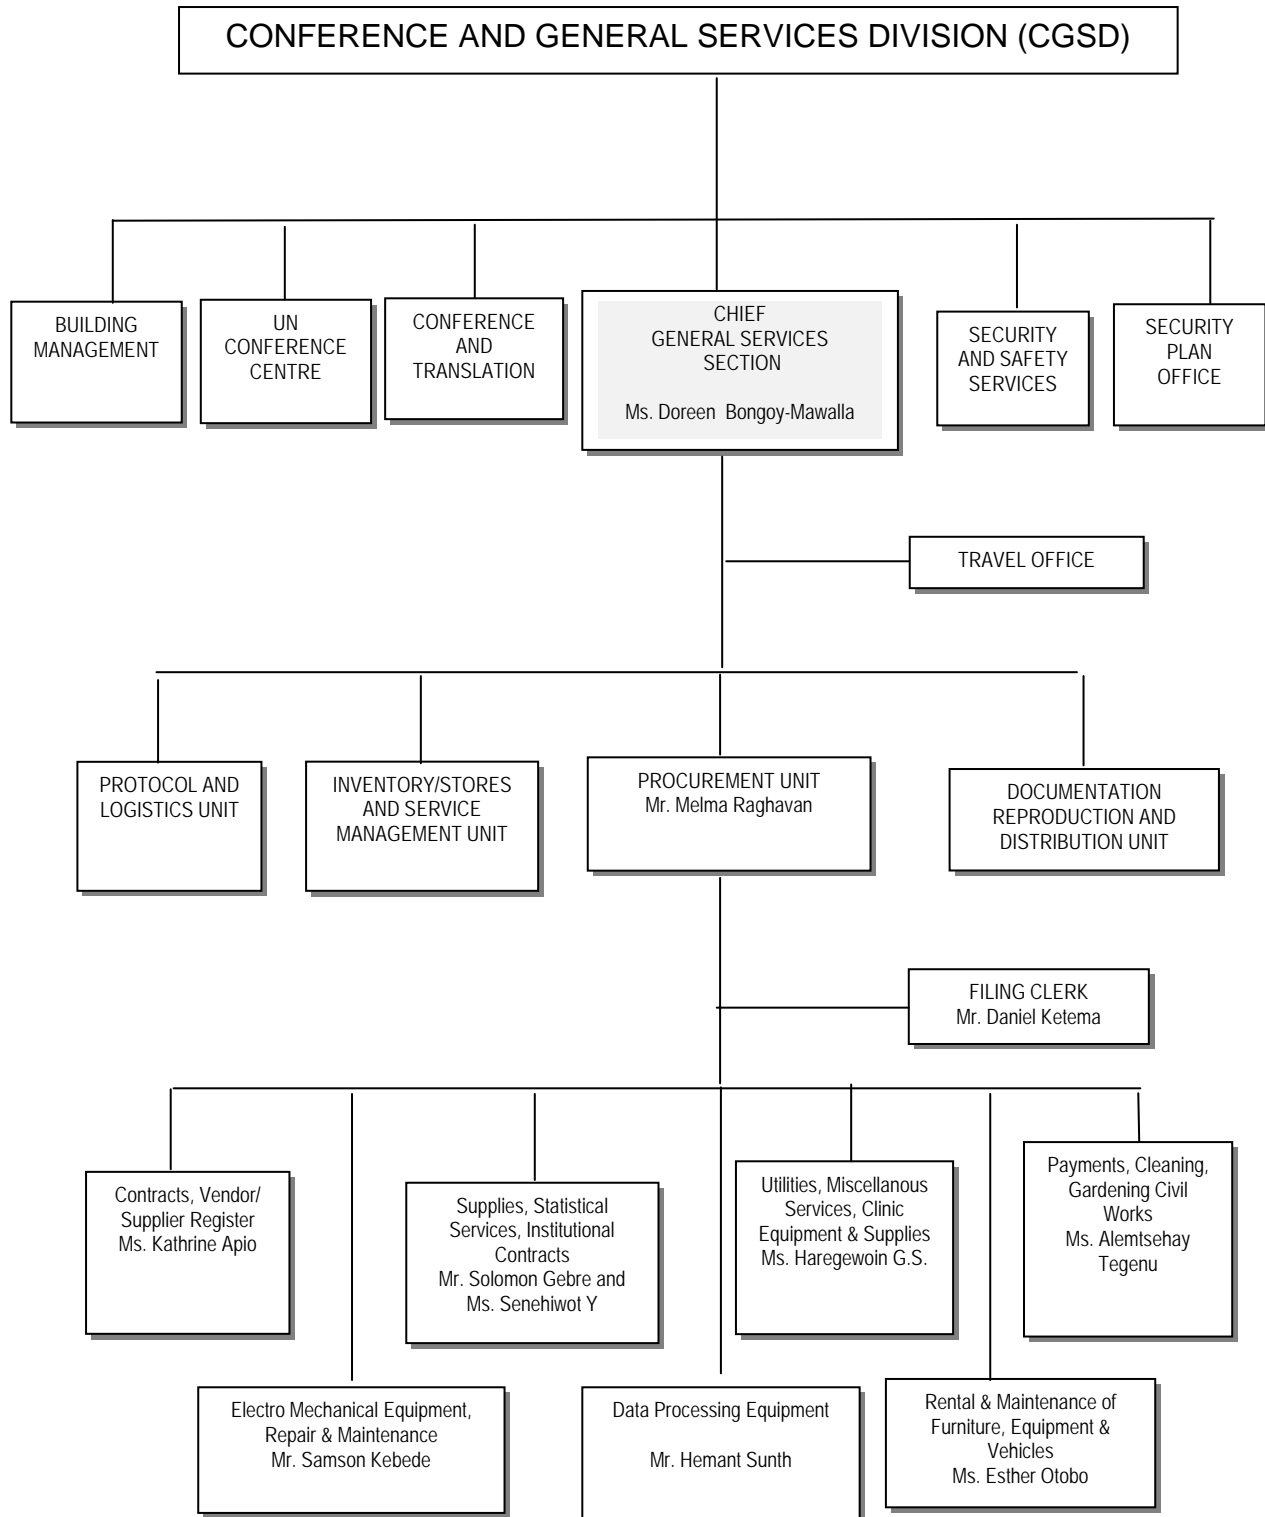 CONFERENCE AND GENERAL SERVICES DIVISION (CGSD)
BUILDING
MANAGEMENT
UN
CONFERENCE
CENTRE
CONFERENCE
AND
TRANSLATION
CHIEF
GENERAL SERVICES
SECTION
Ms. Doreen Bongoy-Mawalla
SECURITY
AND SAFETY
SERVICES
SECURITY
PLAN
OFFICE
TRAVEL OFFICE
PROTOCOL AND
LOGISTICS UNIT
INVENTORY/STORES
AND SERVICE
MANAGEMENT UNIT
PROCUREMENT UNIT
Mr. Melma Raghavan
DOCUMENTATION
REPRODUCTION AND
DISTRIBUTION UNIT
FILING CLERK
Mr. Daniel Ketema
Contracts, Vendor/
Supplier Register
Ms. Kathrine Apio
Supplies, Statistical
Services, Institutional
Contracts
Mr. Solomon Gebre and
Ms. Senehiwot Y
Utilities, Miscellanous
Services, Clinic
Equipment & Supplies
Ms. Haregewoin G.S.
Payments, Cleaning,
Gardening Civil
Works
Ms. Alemtsehay
Tegenu
Electro Mechanical Equipment,
Repair & Maintenance
Mr. Samson Kebede
Data Processing Equipment
Mr. Hemant Sunth
Rental & Maintenance of
Furniture, Equipment &
Vehicles
Ms. Esther Otobo